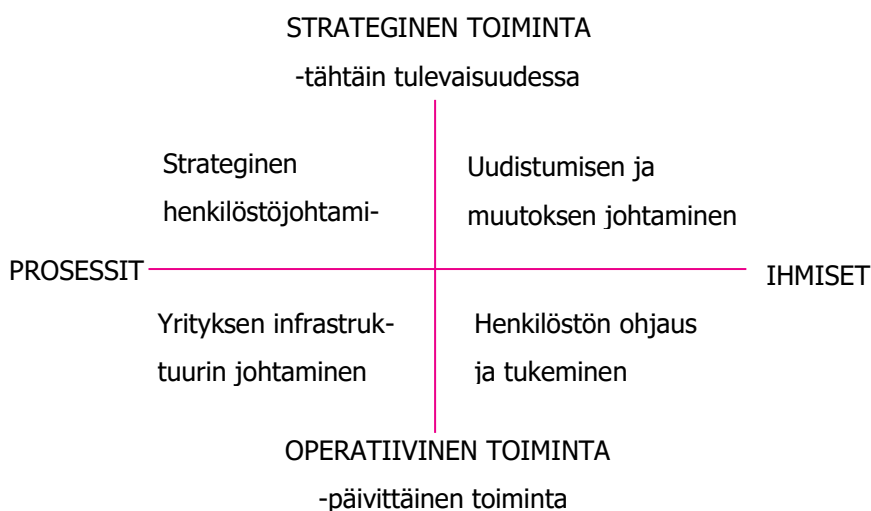 STRATEGINEN TOIMINTA
-tähtäin tulevaisuudessa
Strateginen
henkilöstöjohtami-
Uudistumisen ja
muutoksen johtaminen
PROSESSIT
IHMISET
Yrityksen infrastruk-
tuurin johtaminen
Henkilöstön ohjaus
ja tukeminen
OPERATIIVINEN TOIMINTA
-päivittäinen toiminta